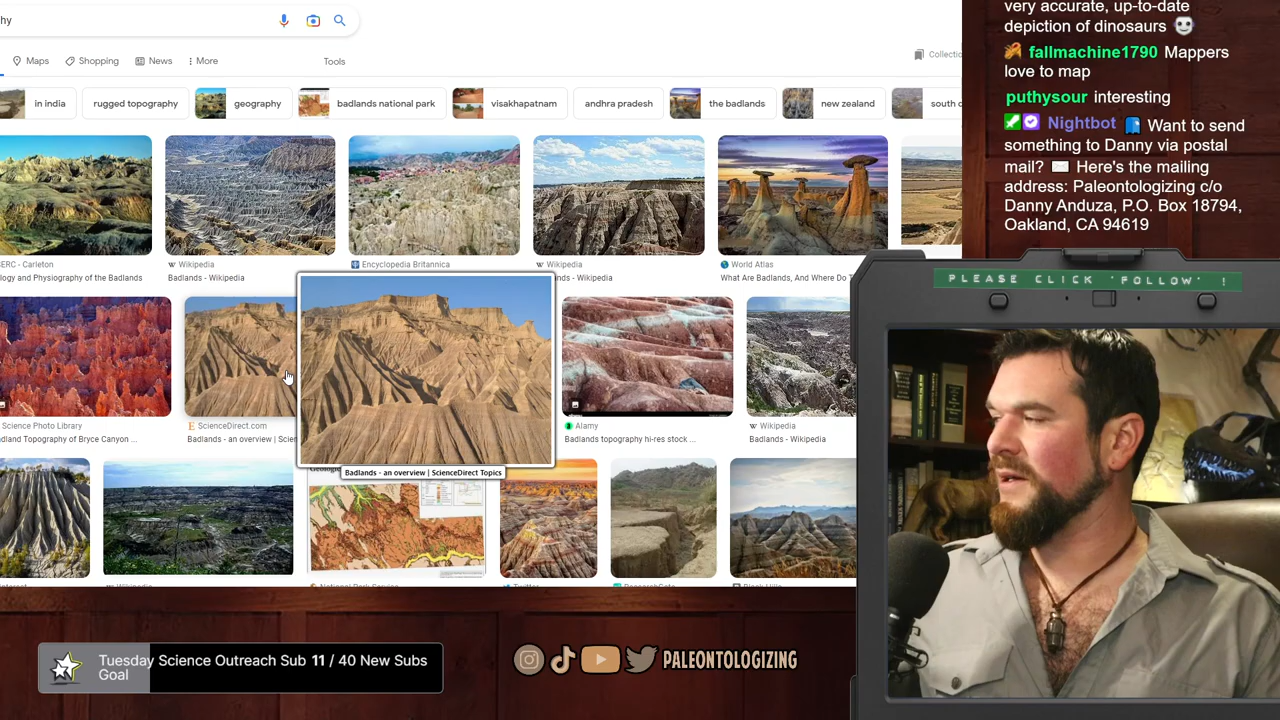 hy
very accurate, up-to-date
depiction of dinosaurs
fallmachine1790 Mappers
love to map
puthysour interesting
Nightbot Want to send
something to Danny via postal
mail? Here's the mailing
address: Paleontologizing c/o
Danny Anduza, P.O. Box 18794,
Oakland, CA 94619
Maps
Shopping
News
More
Tools
Collectio
in india
rugged topography
geography
badlands national park
visakhapatnam
andhra pradesh
the badlands
new zealand
south
ERC - Carleton
logy and Physiography of the Badlands
Wikipedia
Badlands - Wikipedia
Encyclopedia Britannica
Wikipedia
ds - Wikipedia
World Atlas
What Are Badlands, And Where Do
PLEASE CLICK 'FOLLOW' !
Science Photo Library
dland Topography of Bryce Canyon ...
ScienceDirect.com
Badlands - an overview | Scien
Alamy
Badlands topography hi-res stock ...
Wikipedia
Badlands - Wikipedia
Badlands - an overview | ScienceDirect Topics
Tuesday Science Outreach Sub 11 / 40 New Subs
Goal
PALEONTOLOGIZING